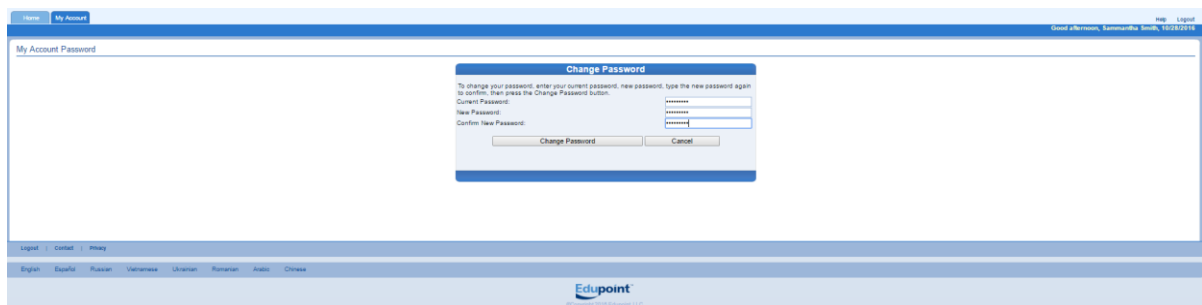 Home My Account
Help Logout
Good afternoon, Sammantha Smith, 10/28/2016
My Account Password
Change Password
To change your password, enter your current password, new password, type the new password again
to confirm, then press the Change Password button.
Current Password: •••••••••
New Password: •••••••••
Confirm New Password: •••••••••
Change Password Cancel
Logout | Contact | Privacy
English Español Russian Vietnamese Ukranian Romanian Arabic Chinese
Edupoint